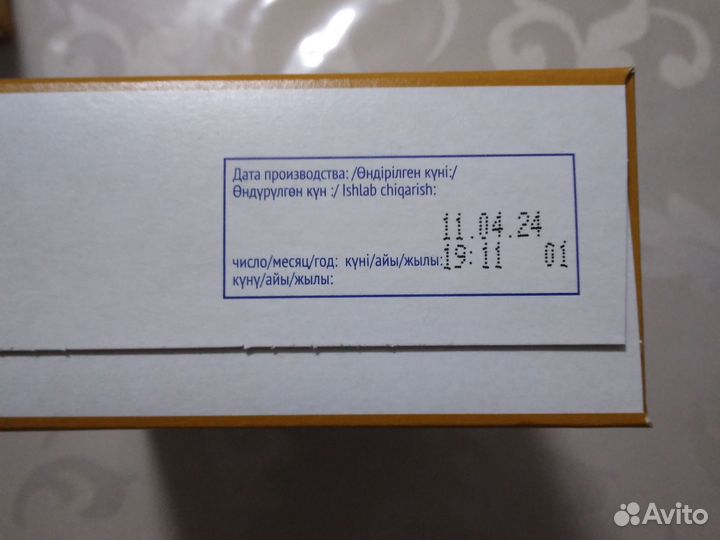 Дата производства: /Өндірілген күні:/
Өндүрүлгөн күн :/ Ishlab chiqarish:
11.04.24
число/месяц/год: күні/айы/жылы: 19:11 01
күнү/айы/жылы:
Avito